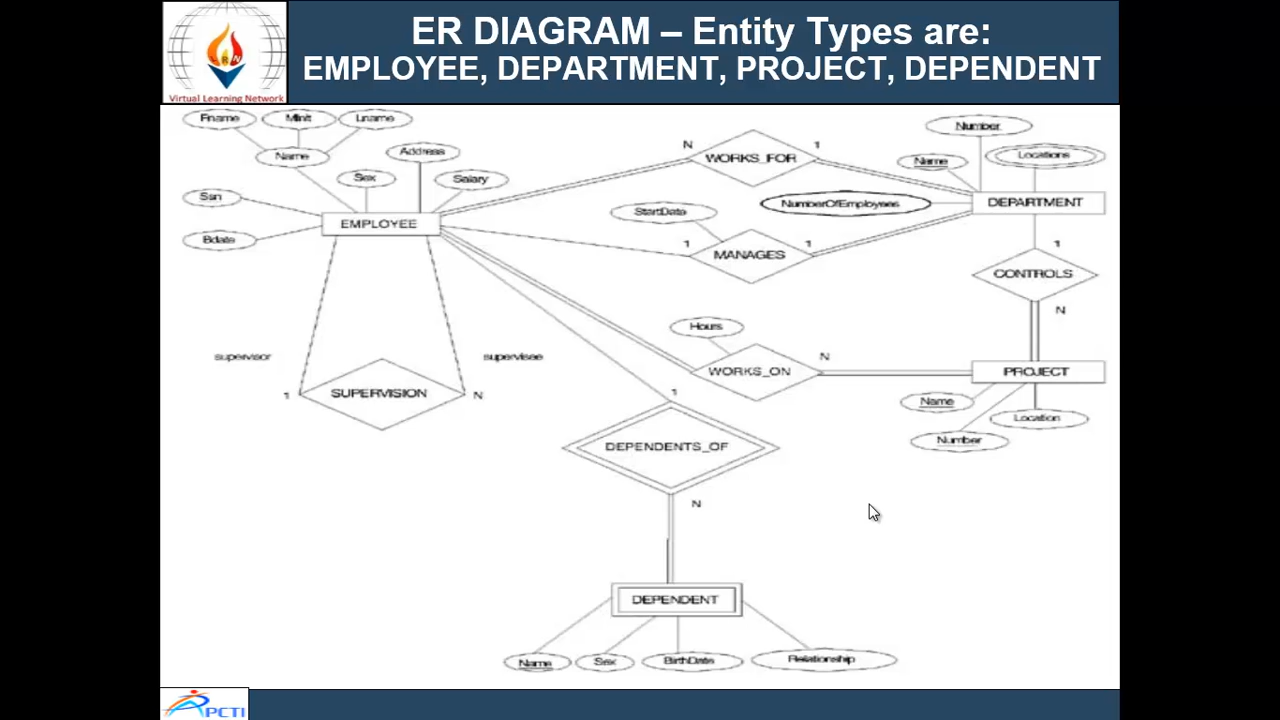 ER DIAGRAM – Entity Types are:
EMPLOYEE, DEPARTMENT, PROJECT, DEPENDENT
Virtual Learning Network
Fname
Minit
Lname
Number
Name
Address
N
WORKS_FOR
1
Name
Locations
Sex
Salary
Ssn
StartDate
NumberOfEmployees
DEPARTMENT
EMPLOYEE
Bdate
1
MANAGES
1
1
CONTROLS
N
Hours
supervisor
supervisee
N
WORKS_ON
PROJECT
1
SUPERVISION
N
1
Name
Location
DEPENDENTS_OF
Number
N
DEPENDENT
Name
Sex
BirthDate
Relationship
PCTI